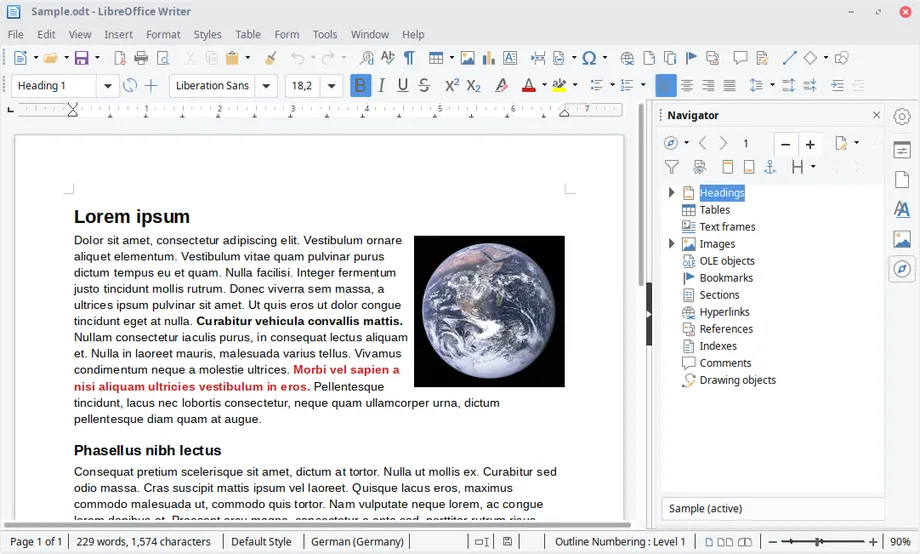 Sample.odt - LibreOffice Writer
File Edit View Insert Format Styles Table Form Tools Window Help
Heading 1 Liberation Sans 18,2 B I U S X² X₂
1 2 3 4 5 6 7
Navigator
1
Headings
Tables
Text frames
Images
OLE objects
Bookmarks
Sections
Hyperlinks
References
Indexes
Comments
Drawing objects
Sample (active)
Lorem ipsum
Dolor sit amet, consectetur adipiscing elit. Vestibulum ornare
aliquet elementum. Vestibulum vitae quam pulvinar purus
dictum tempus eu et quam. Nulla facilisi. Integer fermentum
justo tincidunt mollis rutrum. Donec viverra sem massa, a
ultrices ipsum pulvinar sit amet. Ut quis eros ut dolor congue
tincidunt eget at nulla. Curabitur vehicula convallis mattis.
Nullam consectetur iaculis purus, in consequat lectus aliquam
et. Nulla in laoreet mauris, malesuada varius tellus. Vivamus
condimentum neque a molestie ultrices. Morbi vel sapien a
nisi aliquam ultricies vestibulum in eros. Pellentesque
tincidunt, lacus nec lobortis consectetur, neque quam ullamcorper urna, dictum
pellentesque diam quam at augue.
Phasellus nibh lectus
Consequat pretium scelerisque sit amet, dictum at tortor. Nulla ut mollis ex. Curabitur sed
odio massa. Cras suscipit mattis ipsum vel laoreet. Quisque lacus eros, maximus
commodo malesuada ut, commodo quis tortor. Nam vulputate neque lorem, ac congue
Page 1 of 1 229 words, 1,574 characters Default Style German (Germany) Outline Numbering : Level 1 90%